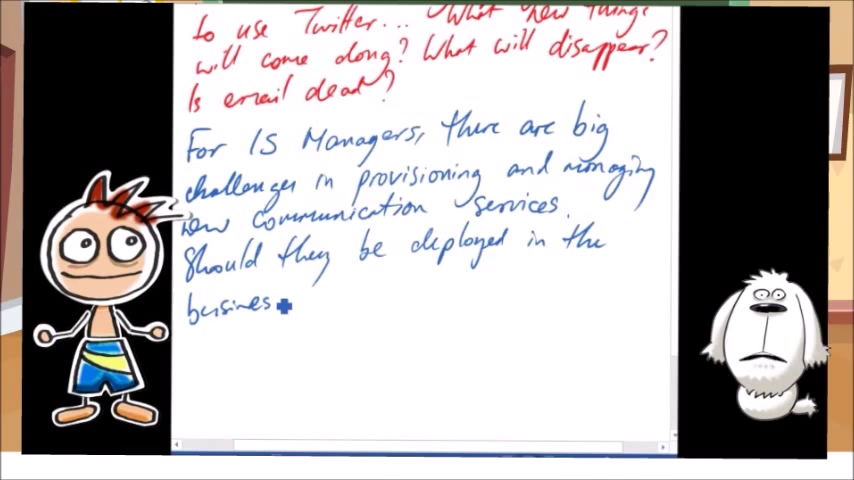 to use Twitter... What new things
will come along? What will disappear?
Is email dead?
For IS Managers, there are big
challenges in provisioning and managing
new communication services.
Should they be deployed in the
busines